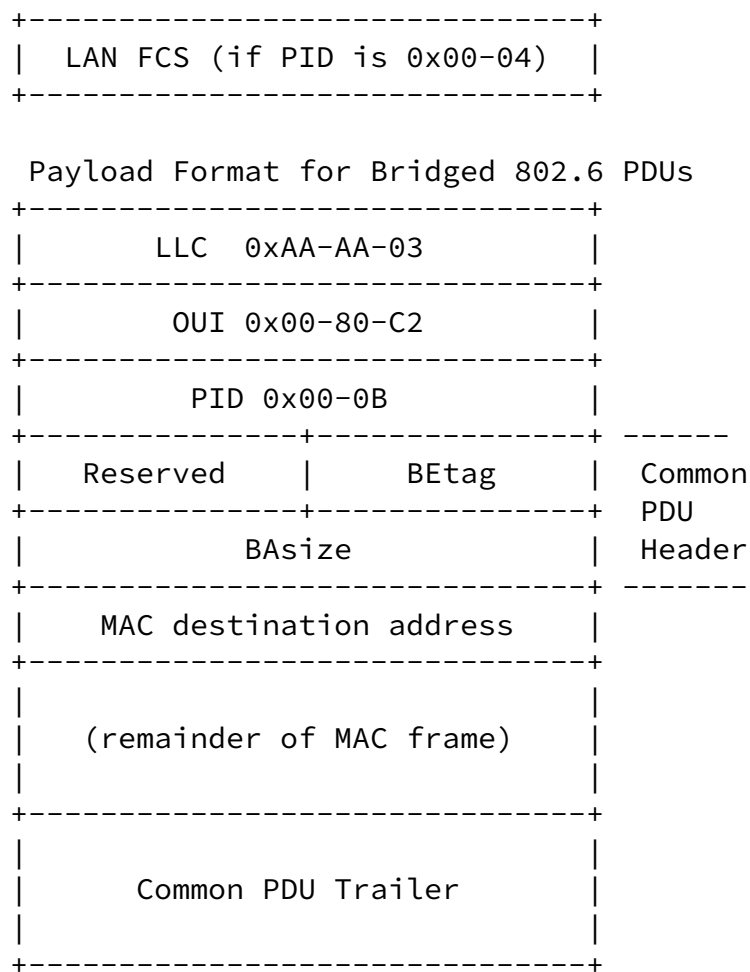 +-------------------------------+
|  LAN FCS (if PID is 0x00-04)  |
+-------------------------------+

 Payload Format for Bridged 802.6 PDUs
+-------------------------------+
|       LLC  0xAA-AA-03         |
+-------------------------------+
|        OUI 0x00-80-C2         |
+-------------------------------+
|         PID 0x00-0B           |
+---------------+---------------+ ------
|   Reserved    |     BEtag     |  Common
+---------------+---------------+  PDU
|            BAsize             |  Header
+-------------------------------+ -------
|    MAC destination address    |
+-------------------------------+
|                               |
|   (remainder of MAC frame)    |
|                               |
+-------------------------------+
|                               |
|      Common PDU Trailer       |
|                               |
+-------------------------------+